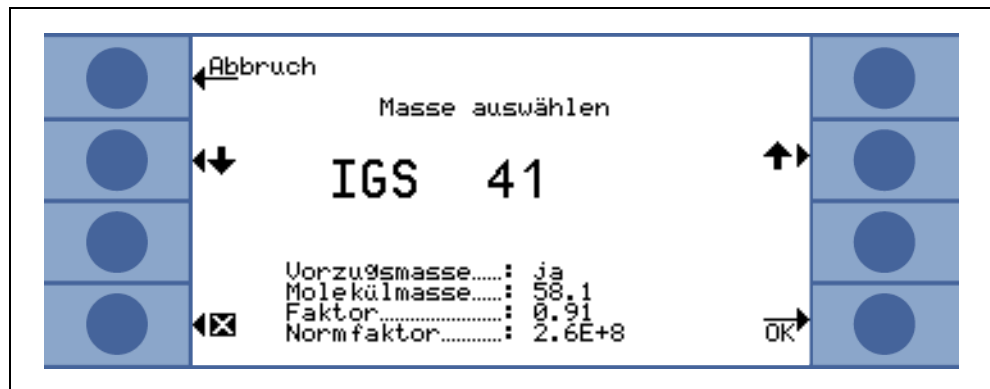 Abbruch
Masse auswählen
IGS 41
Vorzugsmasse.....: ja
Molekülmasse.....: 58.1
Faktor......................: 0.91
Normfaktor...........: 2.6E+8
OK